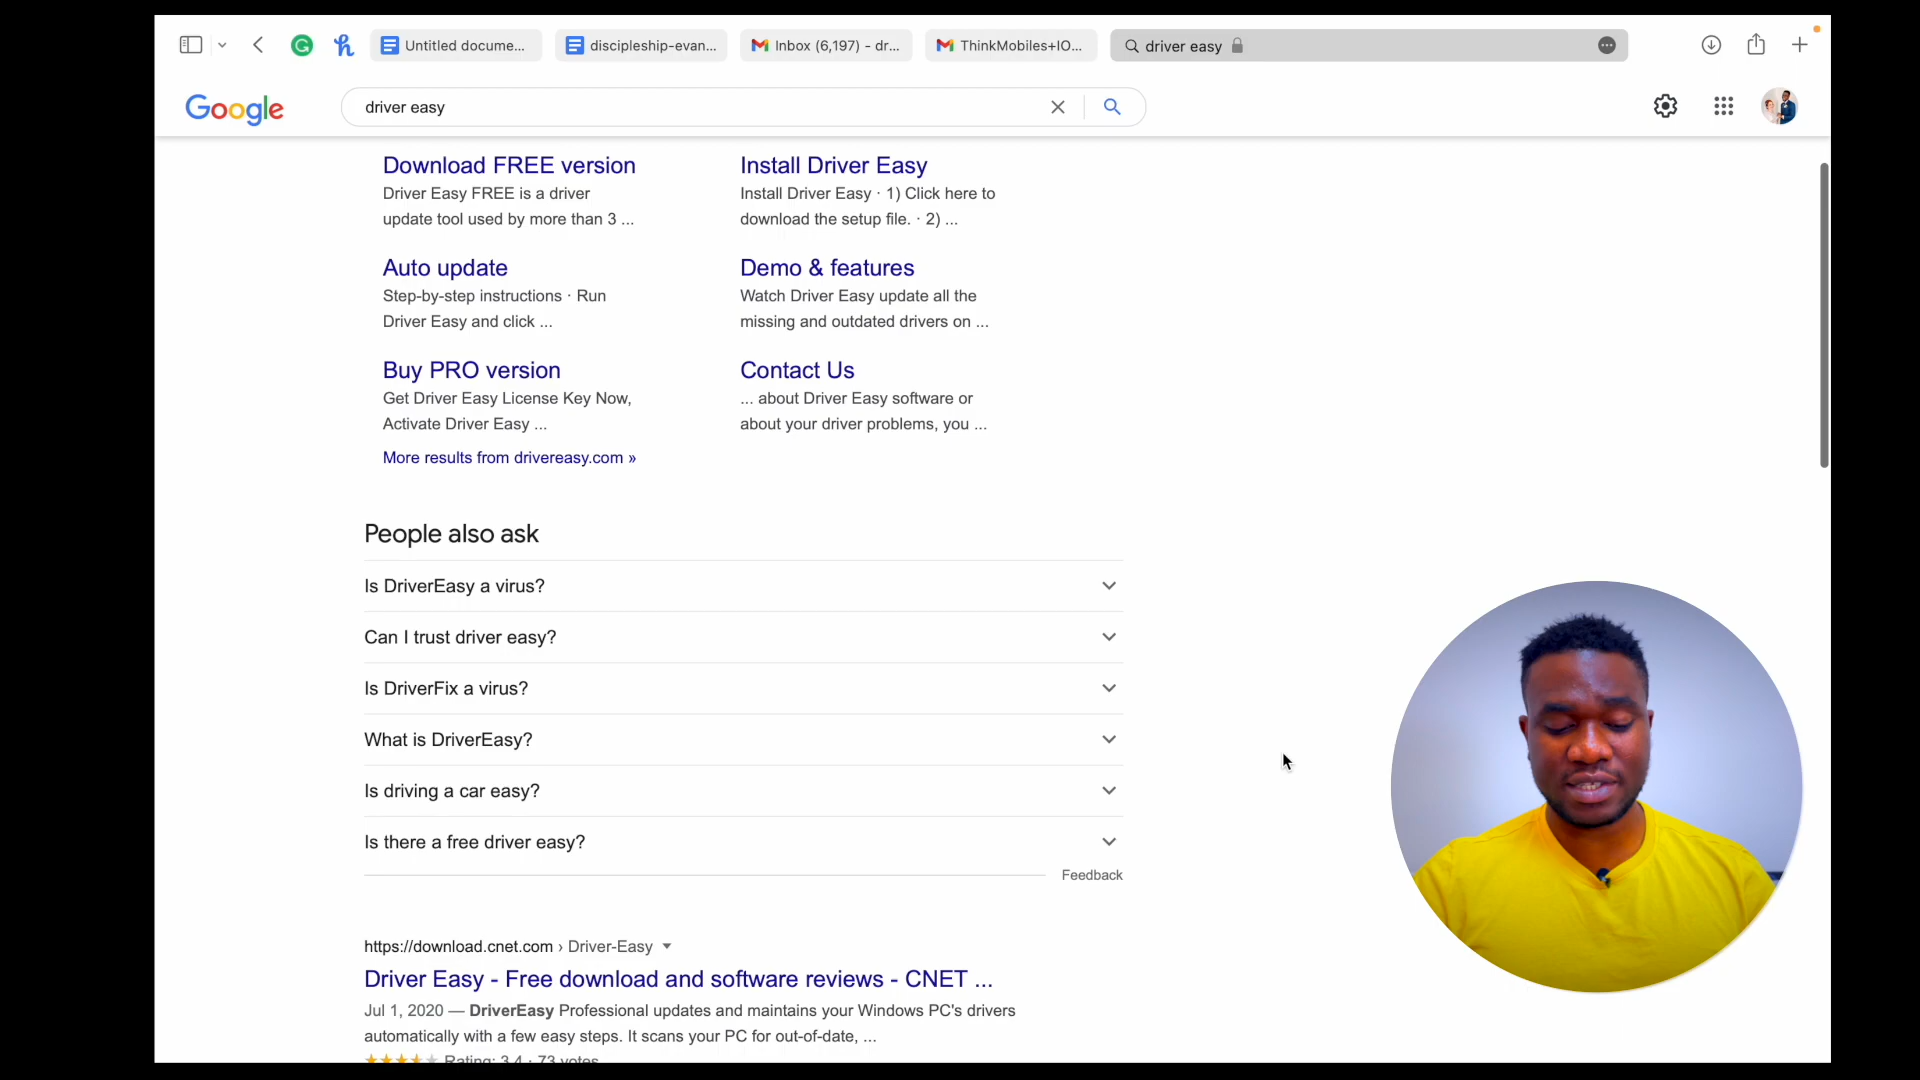 Untitled docume...
discipleship-evan...
Inbox (6,197) - dr...
ThinkMobiles+IO...
driver easy
Google
driver easy
Download FREE version
Driver Easy FREE is a driver
update tool used by more than 3 ...
Install Driver Easy
Install Driver Easy · 1) Click here to
download the setup file. · 2) ...
Auto update
Step-by-step instructions · Run
Driver Easy and click ...
Demo & features
Watch Driver Easy update all the
missing and outdated drivers on ...
Buy PRO version
Get Driver Easy License Key Now,
Activate Driver Easy ...
Contact Us
... about Driver Easy software or
about your driver problems, you ...
More results from drivereasy.com »
People also ask
Is DriverEasy a virus?
Can I trust driver easy?
Is DriverFix a virus?
What is DriverEasy?
Is driving a car easy?
Is there a free driver easy?
Feedback
https://download.cnet.com › Driver-Easy
Driver Easy - Free download and software reviews - CNET ...
Jul 1, 2020 — DriverEasy Professional updates and maintains your Windows PC's drivers
automatically with a few easy steps. It scans your PC for out-of-date, ...
Rating: 3.4 · 73 votes